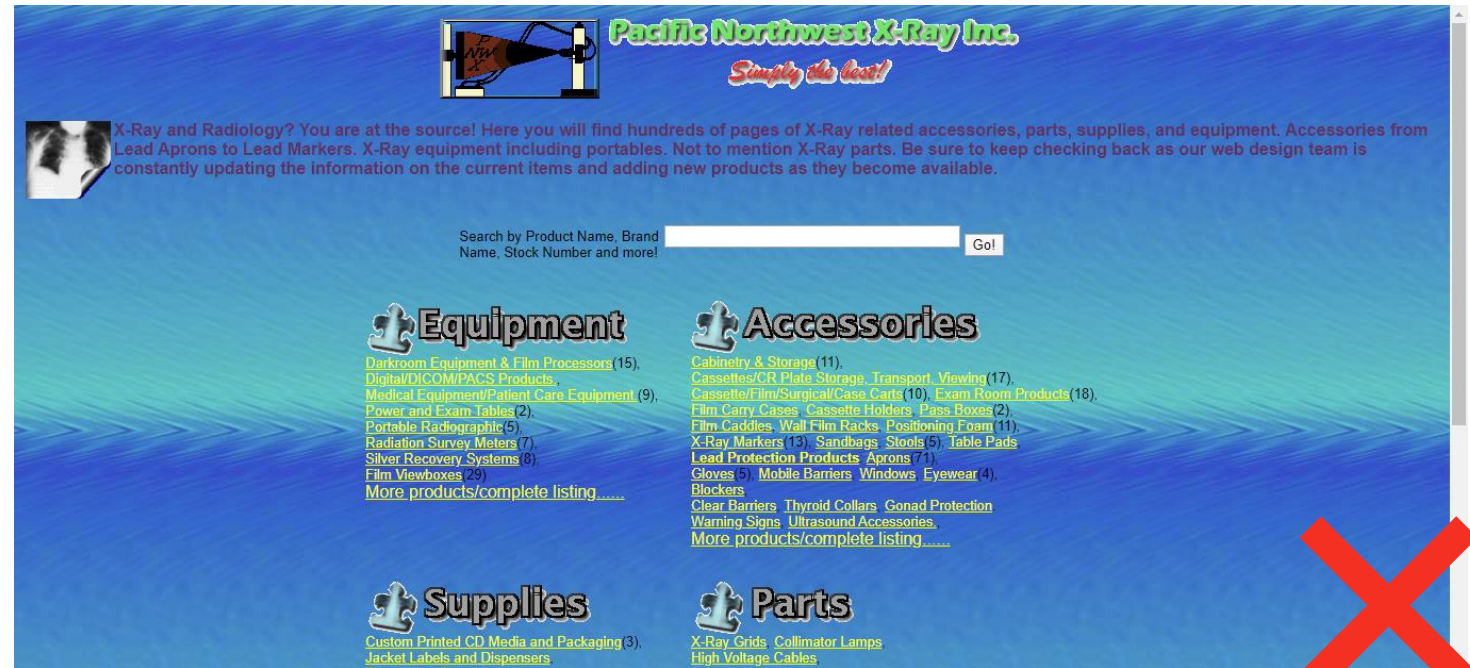 P
NW
X
Pacific Northwest X-Ray Inc.
Simply the best!
X-Ray and Radiology? You are at the source! Here you will find hundreds of pages of X-Ray related accessories, parts, supplies, and equipment. Accessories from
Lead Aprons to Lead Markers. X-Ray equipment including portables. Not to mention X-Ray parts. Be sure to keep checking back as our web design team is
constantly updating the information on the current items and adding new products as they become available.
Search by Product Name, Brand
Name, Stock Number and more!
Go!
Equipment
Darkroom Equipment & Film Processors(15),
Digital/DICOM/PACS Products ,
Medical Equipment/Patient Care Equipment (9),
Power and Exam Tables(2),
Portable Radiographic(5),
Radiation Survey Meters(7),
Silver Recovery Systems(8),
Film Viewboxes(29)
More products/complete listing......
Accessories
Cabinetry & Storage(11),
Cassettes/CR Plate Storage, Transport, Viewing(17),
Cassette/Film/Surgical/Case Carts(10), Exam Room Products(18),
Film Carry Cases, Cassette Holders, Pass Boxes(2),
Film Caddies, Wall Film Racks, Positioning Foam(11),
X-Ray Markers(13), Sandbags, Stools(5), Table Pads
Lead Protection Products, Aprons(71),
Gloves(5), Mobile Barriers, Windows, Eyewear(4),
Blockers,
Clear Barriers, Thyroid Collars, Gonad Protection,
Warning Signs, Ultrasound Accessories.,
More products/complete listing......
Supplies
Custom Printed CD Media and Packaging(3),
Jacket Labels and Dispensers,
Parts
X-Ray Grids, Collimator Lamps,
High Voltage Cables,